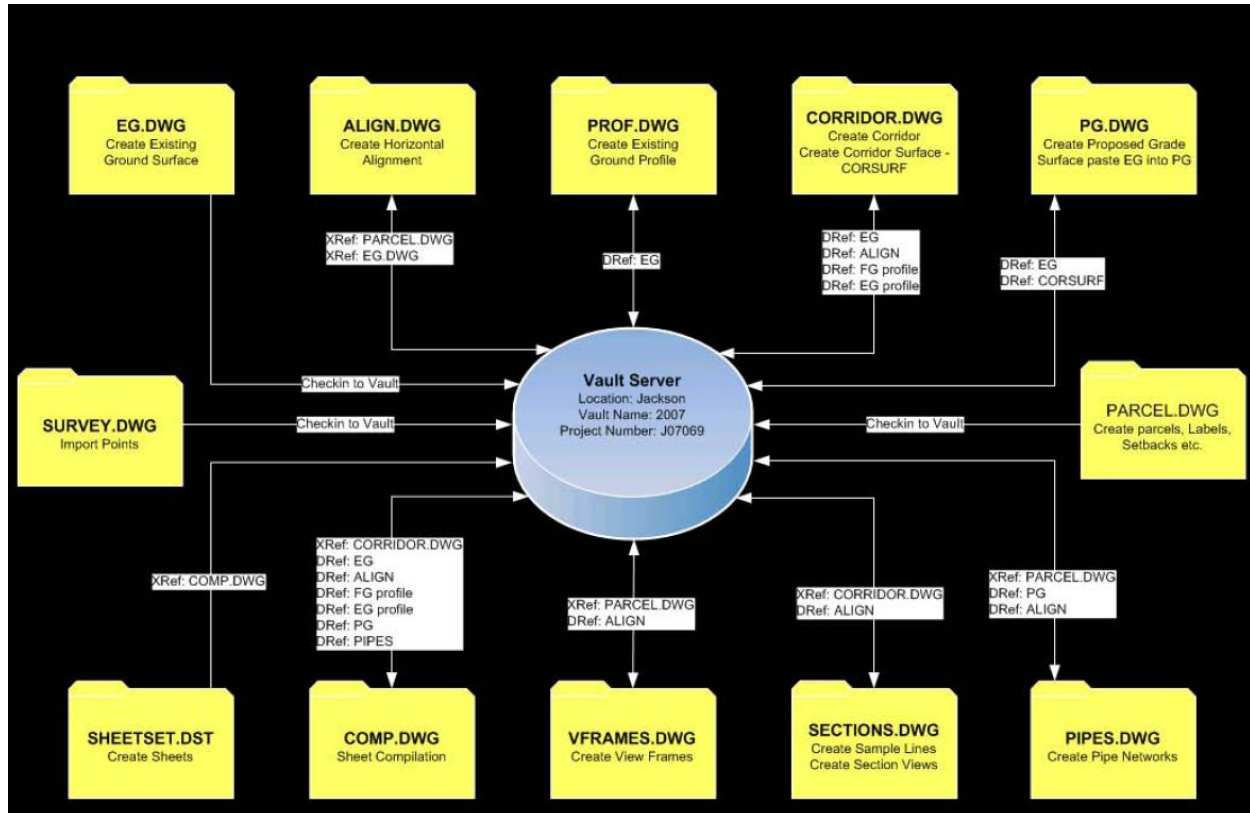 EG.DWG
Create Existing
Ground Surface
ALIGN.DWG
Create Horizontal
Alignment
PROF.DWG
Create Existing
Ground Profile
CORRIDOR.DWG
Create Corridor
Create Corridor Surface -
CORSURF
PG.DWG
Create Proposed Grade
Surface paste EG into PG
XRef: PARCEL.DWG
XRef: EG.DWG
DRef: EG
DRef: EG
DRef: ALIGN
DRef: FG profile
DRef: EG profile
DRef: EG
DRef: CORSURF
Checkin to Vault
Vault Server
Location: Jackson
Vault Name: 2007
Project Number: J07069
SURVEY.DWG
Import Points
Checkin to Vault
Checkin to Vault
PARCEL.DWG
Create parcels, Labels,
Setbacks etc.
XRef: COMP.DWG
XRef: CORRIDOR.DWG
DRef: EG
DRef: ALIGN
DRef: FG profile
DRef: EG profile
DRef: PG
DRef: PIPES
XRef: PARCEL.DWG
DRef: ALIGN
XRef: CORRIDOR.DWG
DRef: ALIGN
XRef: PARCEL.DWG
DRef: PG
DRef: ALIGN
SHEETSET.DST
Create Sheets
COMP.DWG
Sheet Compilation
VFRAMES.DWG
Create View Frames
SECTIONS.DWG
Create Sample Lines
Create Section Views
PIPES.DWG
Create Pipe Networks